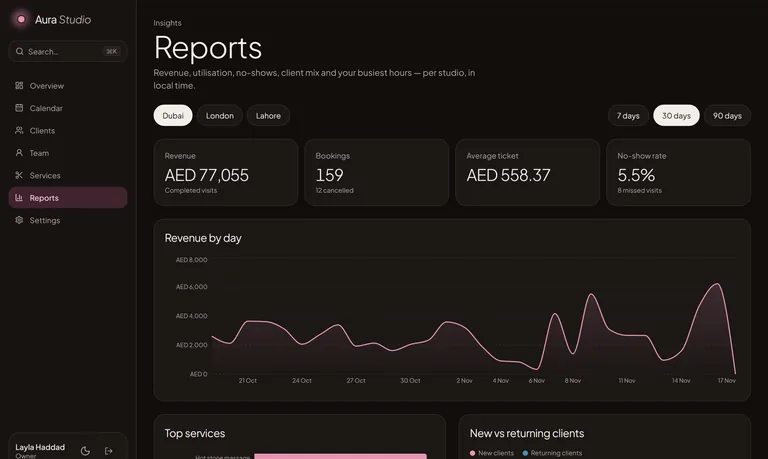 Aura Studio
Search...
⌘K
Overview
Calendar
Clients
Team
Services
Reports
Settings
Layla Haddad
Owner
Insights
Reports
Revenue, utilisation, no-shows, client mix and your busiest hours — per studio, in
local time.
Dubai
London
Lahore
7 days
30 days
90 days
Revenue
AED 77,055
Completed visits
Bookings
159
12 cancelled
Average ticket
AED 558.37
No-show rate
5.5%
8 missed visits
Revenue by day
AED 8,000
AED 6,000
AED 4,000
AED 2,000
AED 0
21 Oct
24 Oct
27 Oct
30 Oct
2 Nov
4 Nov
6 Nov
8 Nov
11 Nov
14 Nov
17 Nov
Top services
Hot stone massage
New vs returning clients
New clients
Returning clients